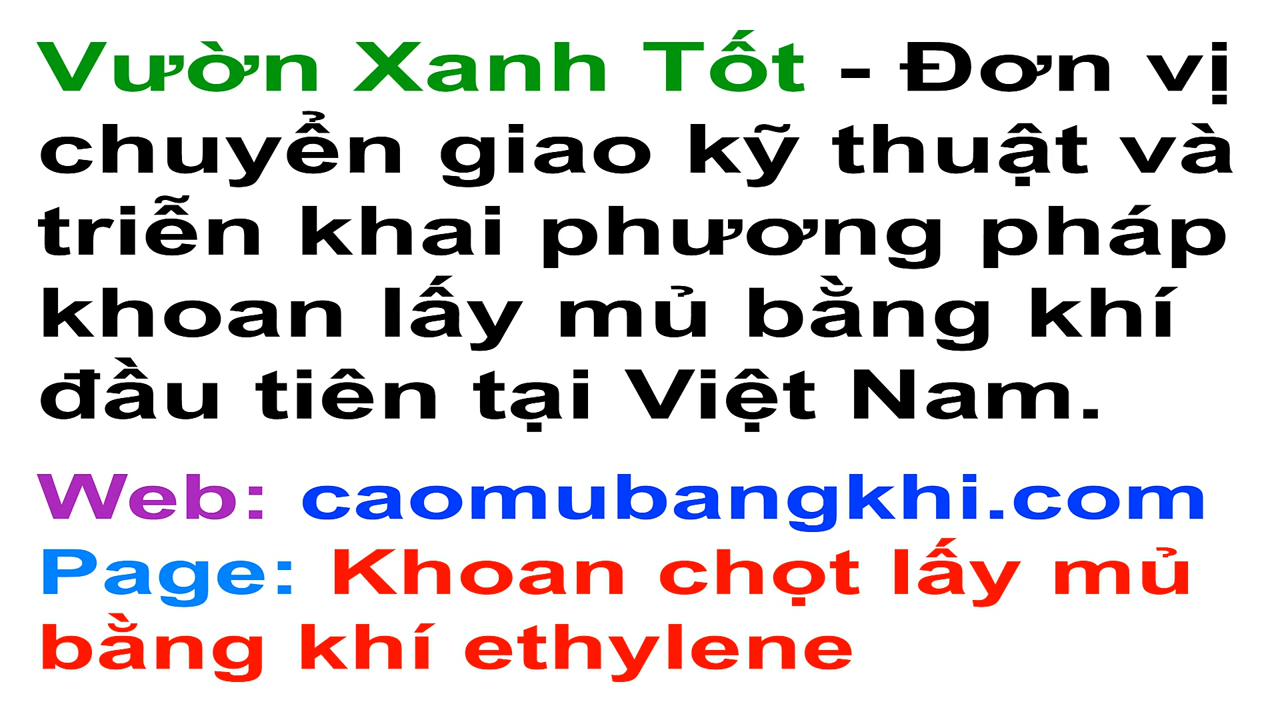 Vườn Xanh Tốt - Đơn vị
chuyển giao kỹ thuật và
triễn khai phương pháp
khoan lấy mủ bằng khí
đầu tiên tại Việt Nam.
Web: caomubangkhi.com
Page: Khoan chọt lấy mủ
bằng khí ethylene